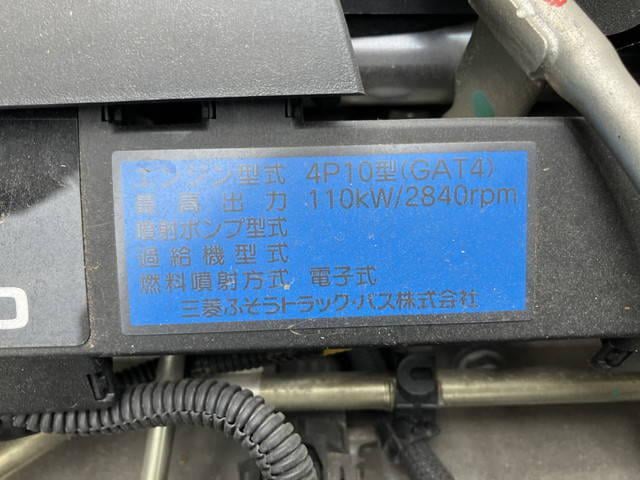 エンジン型式 4P10型(GAT4)
最高出力 110kW/2840rpm
噴射ポンプ型式
過給機型式
燃料噴射方式 電子式
三菱ふそうトラック・バス株式会社